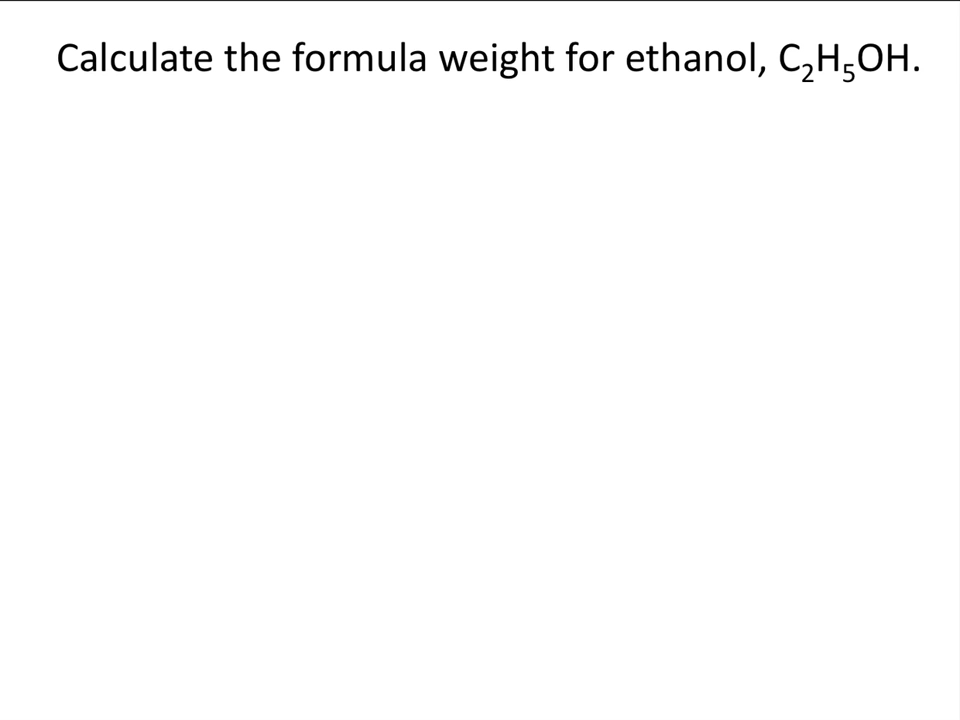 Calculate the formula weight for ethanol, C₂H₅OH.